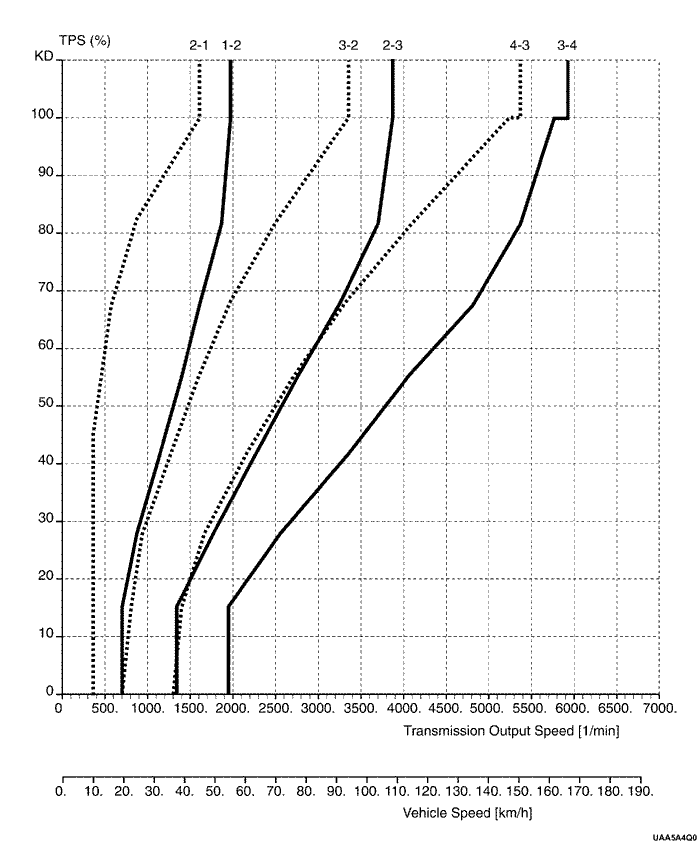 TPS (%)
2-1 1-2 3-2 2-3 4-3 3-4
KD
100
90
80
70
60
50
40
30
20
10
0
0 500. 1000. 1500. 2000. 2500. 3000. 3500. 4000. 4500. 5000. 5500. 6000. 6500. 7000.
Transmission Output Speed [1/min]
0. 10. 20. 30. 40. 50. 60. 70. 80. 90. 100. 110. 120. 130. 140. 150. 160. 170. 180. 190.
Vehicle Speed [km/h]
UAA5A4Q0